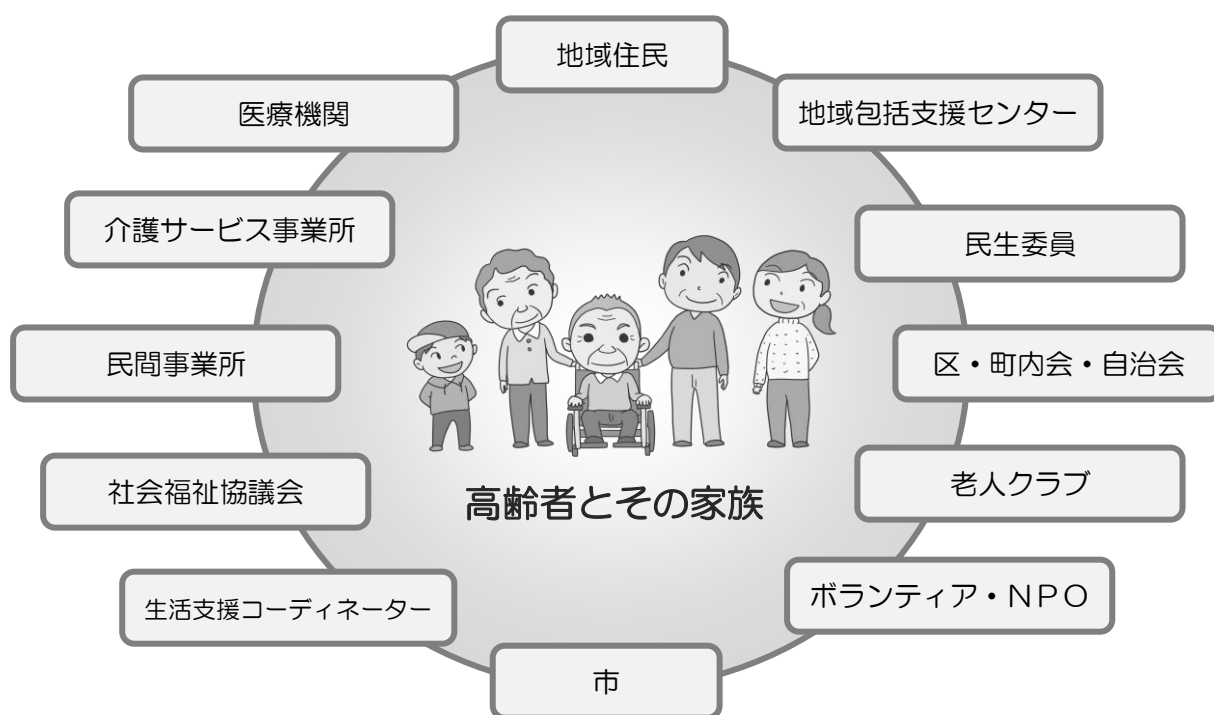 地域住民
医療機関
地域包括支援センター
介護サービス事業所
民生委員
民間事業所
区・町内会・自治会
社会福祉協議会
老人クラブ
高齢者とその家族
生活支援コーディネーター
ボランティア・ＮＰＯ
市